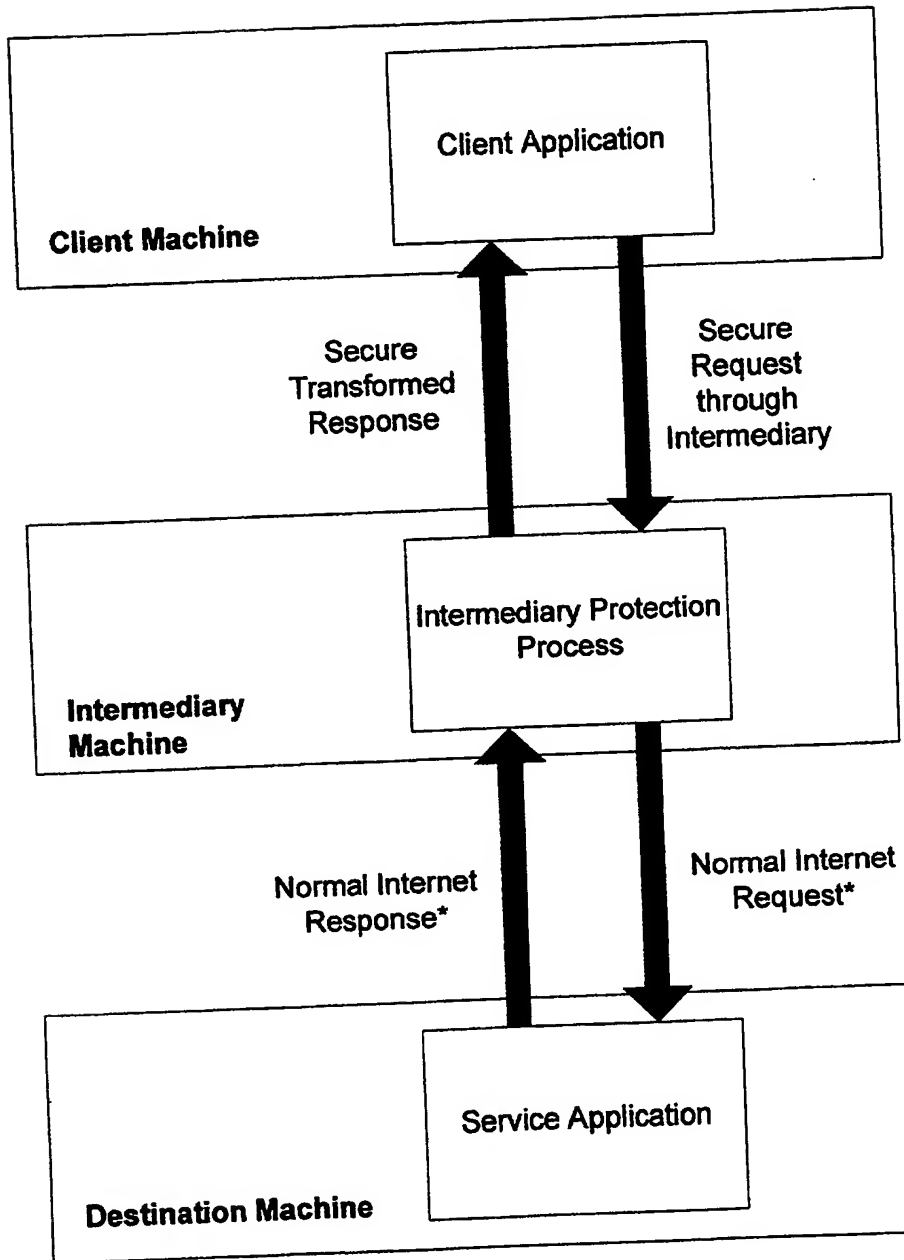 Client Application
Client Machine
Secure
Transformed
Response
Secure
Request
through
Intermediary
Intermediary Protection
Process
Intermediary
Machine
Normal Internet
Response*
Normal Internet
Request*
Service Application
Destination Machine